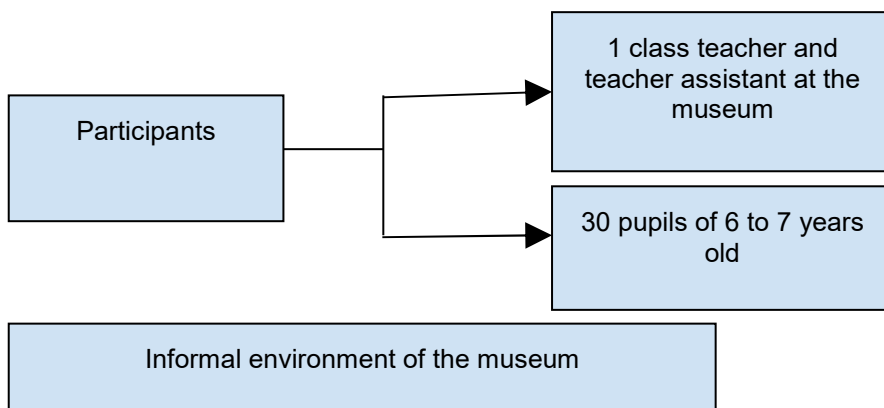 Participants
1 class teacher and
teacher assistant at the
museum
30 pupils of 6 to 7 years
old
Informal environment of the museum